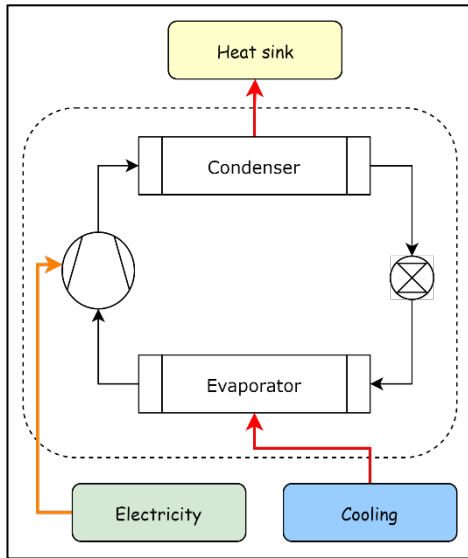 Heat sink
Condenser
Evaporator
Electricity
Cooling